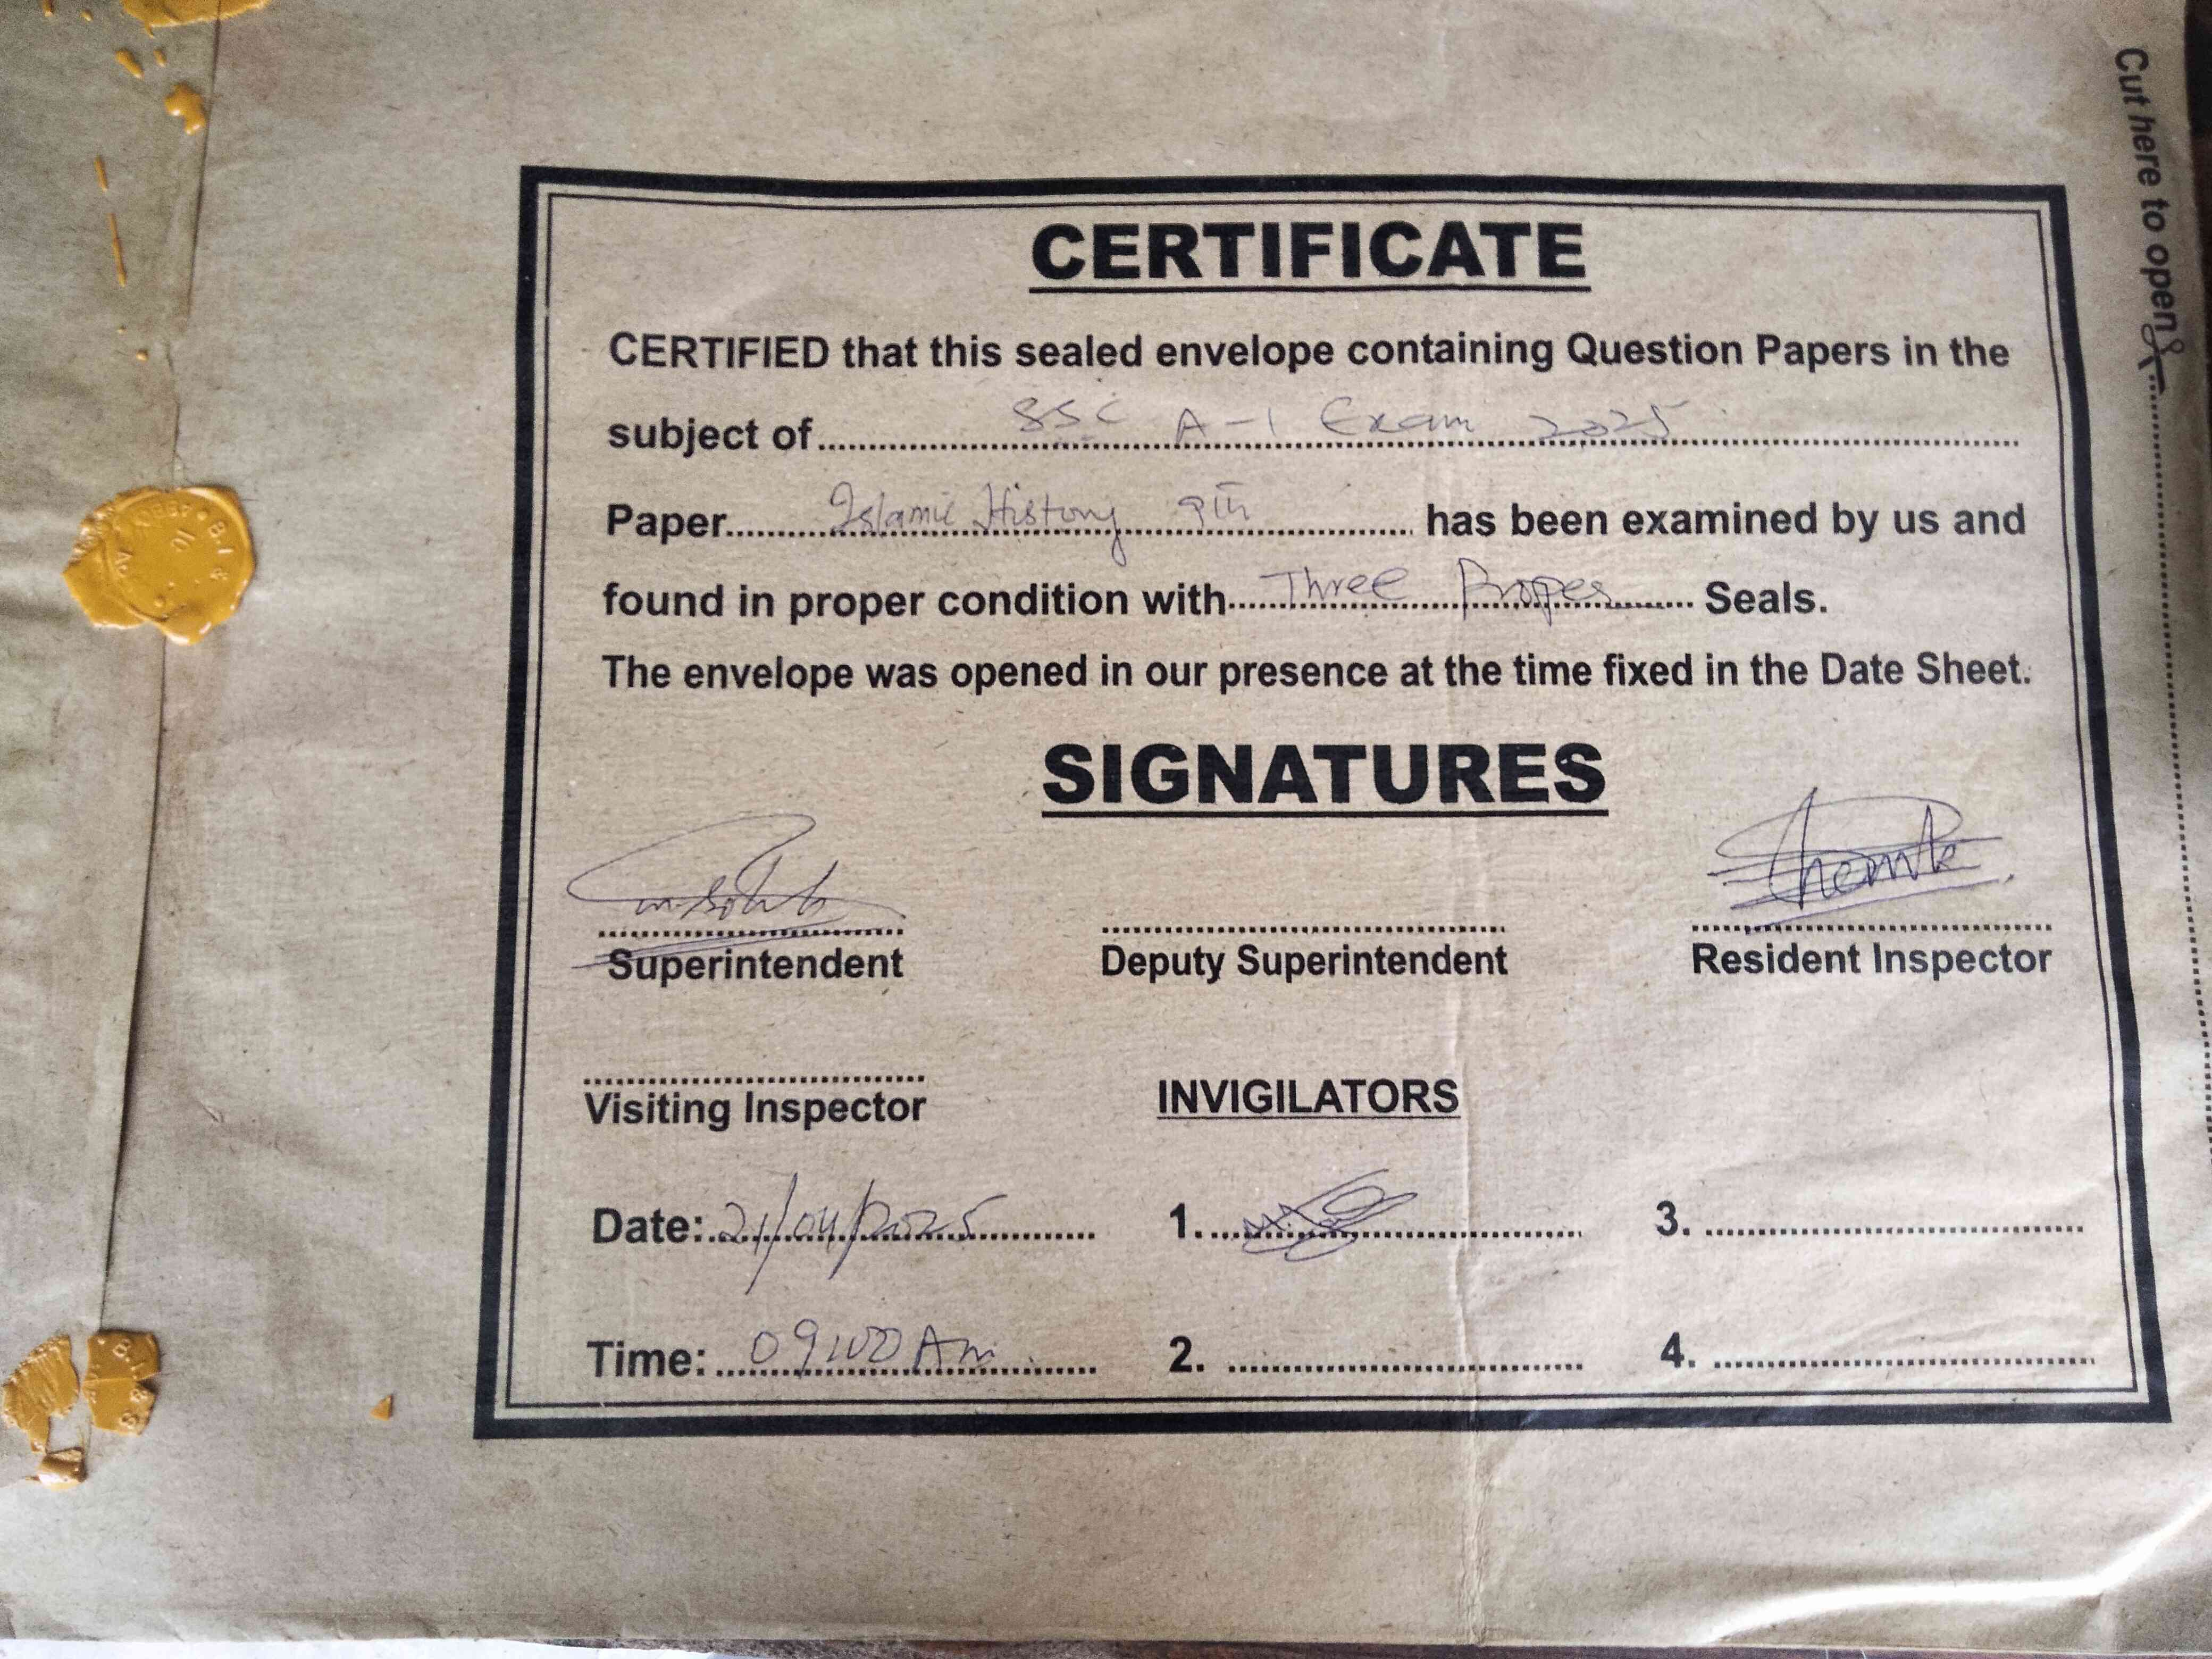 Cut here to open
CERTIFICATE
CERTIFIED that this sealed envelope containing Question Papers in the
subject of SSC A-1 Exam 2025
Paper Islamic History 9th has been examined by us and
found in proper condition with Three Proper Seals.
The envelope was opened in our presence at the time fixed in the Date Sheet.
SIGNATURES
Superintendent Deputy Superintendent Resident Inspector
Visiting Inspector INVIGILATORS
Date: 21/04/2025 1. 3.
Time: 09:00 Am 2. 4.